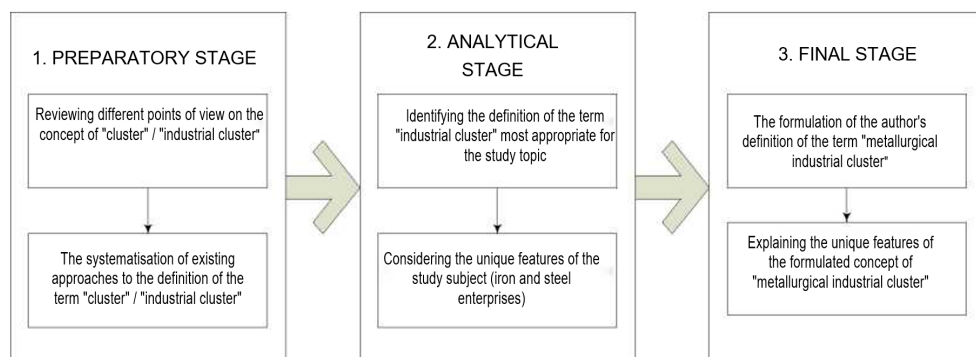 1. PREPARATORY STAGE
Reviewing different points of view on the
concept of "cluster" / "industrial cluster"
The systematisation of existing
approaches to the definition of the
term "cluster" / "industrial cluster"
2. ANALYTICAL
STAGE
Identifying the definition of the term
"industrial cluster" most appropriate for
the study topic
Considering the unique features of the
study subject (iron and steel
enterprises)
3. FINAL STAGE
The formulation of the author's
definition of the term "metallurgical
industrial cluster"
Explaining the unique features of
the formulated concept of
"metallurgical industrial cluster"